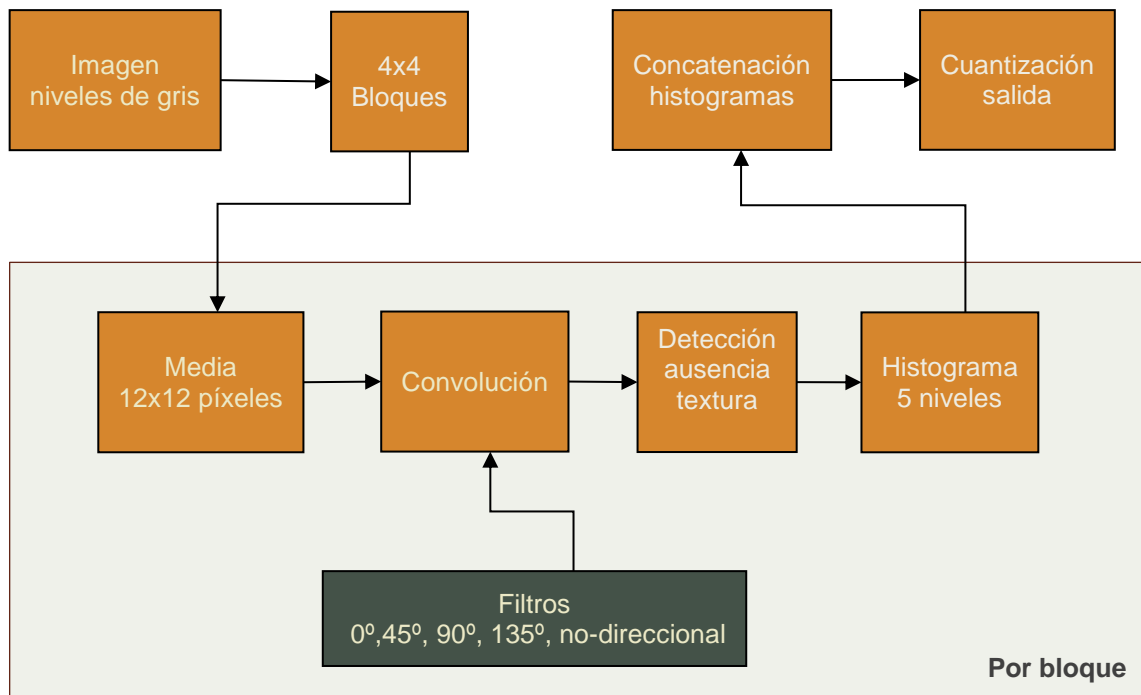 Imagen
niveles de gris
4x4
Bloques
Concatenación
histogramas
Cuantización
salida
Media
12x12 píxeles
Convolución
Detección
ausencia
textura
Histograma
5 niveles
Filtros
0º,45º, 90º, 135º, no-direccional
Por bloque